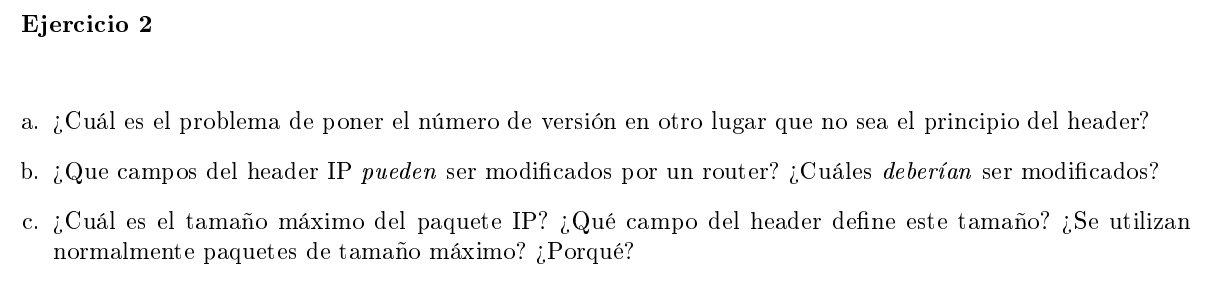 Ejercicio 2
a. ¿Cuál es el problema de poner el número de versión en otro lugar que no sea el principio del header?
b. ¿Que campos del header IP pueden ser modificados por un router? ¿Cuáles deberían ser modificados?
c. ¿Cuál es el tamaño máximo del paquete IP? ¿Qué campo del header define este tamaño? ¿Se utilizan
normalmente paquetes de tamaño máximo? ¿Porqué?